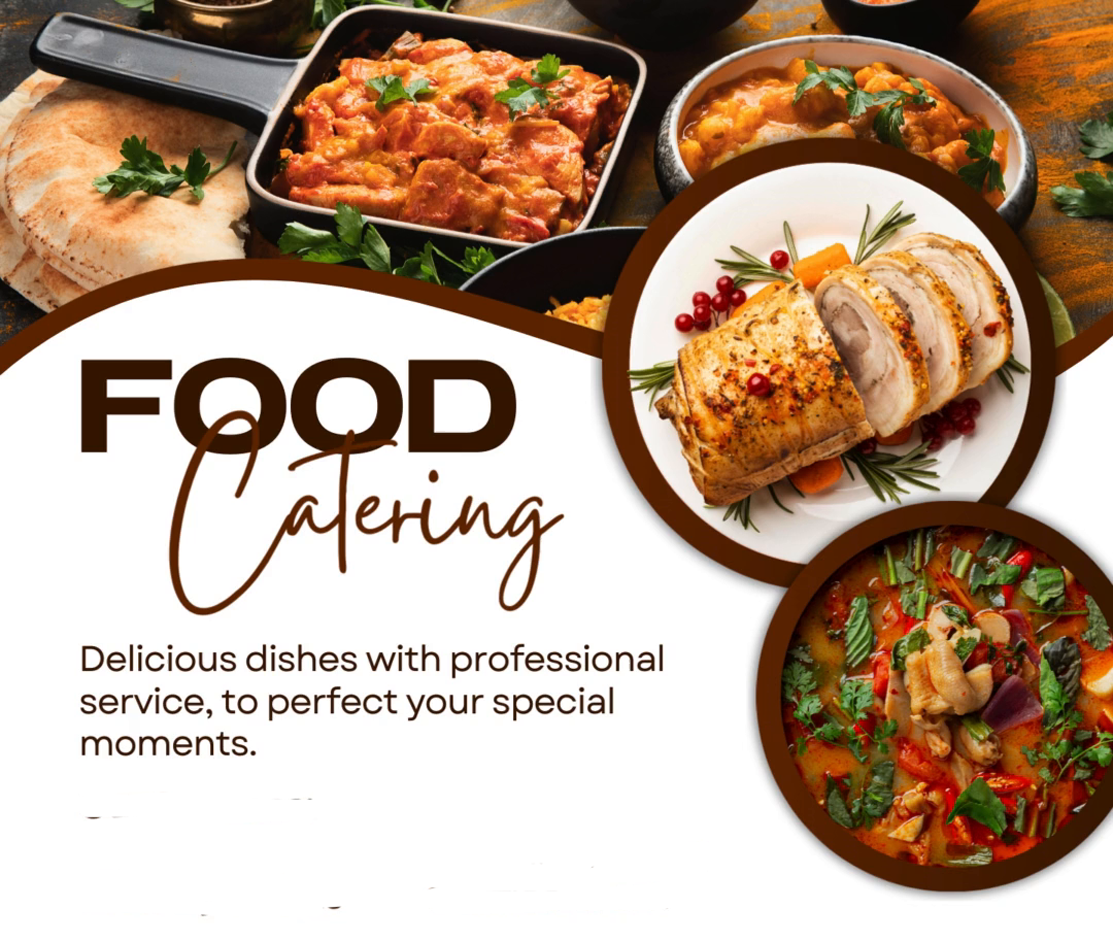 FOOD
Catering
Delicious dishes with professional
service, to perfect your special
moments.